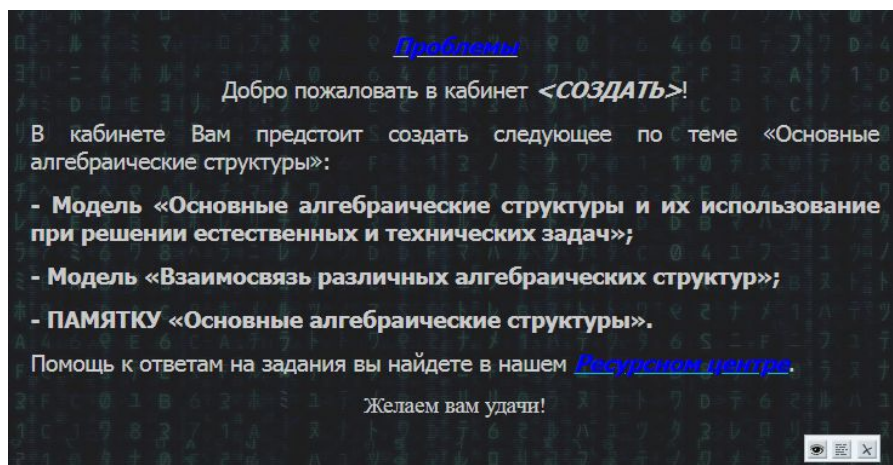 Проблемы
Добро пожаловать в кабинет <СОЗДАТЬ>!
В кабинете Вам предстоит создать следующее по теме «Основные
алгебраические структуры»:
- Модель «Основные алгебраические структуры и их использование
при решении естественных и технических задач»;
- Модель «Взаимосвязь различных алгебраических структур»;
- ПАМЯТКУ «Основные алгебраические структуры».
Помощь к ответам на задания вы найдете в нашем Ресурсном центре.
Желаем вам удачи!